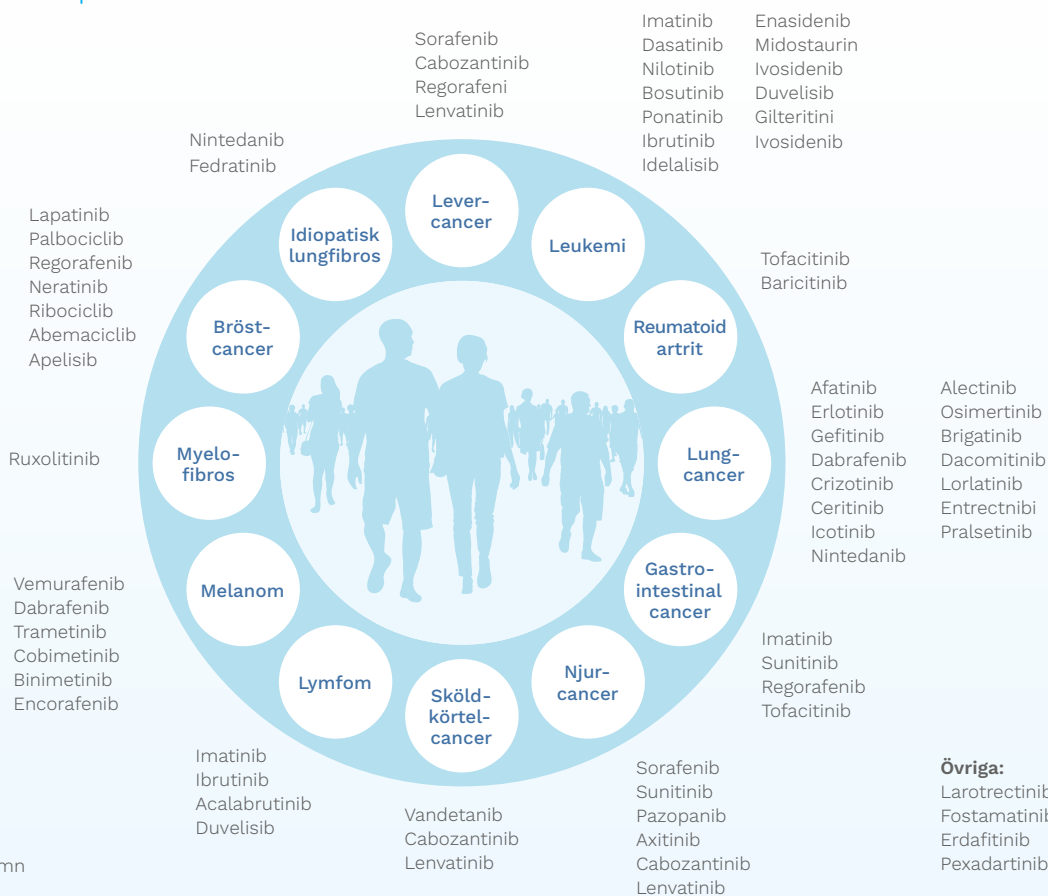 Sorafenib
Cabozantinib
Regorafeni
Lenvatinib
Imatinib
Dasatinib
Nilotinib
Bosutinib
Ponatinib
Ibrutinib
Idelalisib
Enasidenib
Midostaurin
Ivosidenib
Duvelisib
Gilteritini
Ivosidenib
Nintedanib
Fedratinib
Lapatinib
Palbociclib
Regorafenib
Neratinib
Ribociclib
Abemaciclib
Apelisib
Ruxolitinib
Vemurafenib
Dabrafenib
Trametinib
Cobimetinib
Binimetinib
Encorafenib
Lever-
cancer
Leukemi
Idiopatisk
lungfibros
Reumatoid
artrit
Bröst-
cancer
Lung-
cancer
Myelo-
fibros
Gastro-
intestinal
cancer
Melanom
Njur-
cancer
Lymfom
Sköld-
körtel-
cancer
Tofacitinib
Baricitinib
Afatinib
Erlotinib
Gefitinib
Dabrafenib
Crizotinib
Ceritinib
Icotinib
Nintedanib
Alectinib
Osimertinib
Brigatinib
Dacomitinib
Lorlatinib
Entrectnibi
Pralsetinib
Imatinib
Sunitinib
Regorafenib
Tofacitinib
Imatinib
Ibrutinib
Acalabrutinib
Duvelisib
Vandetanib
Cabozantinib
Lenvatinib
Sorafenib
Sunitinib
Pazopanib
Axitinib
Cabozantinib
Lenvatinib
Övriga:
Larotrectinib
Fostamatinib
Erdafitinib
Pexadartinib
mn